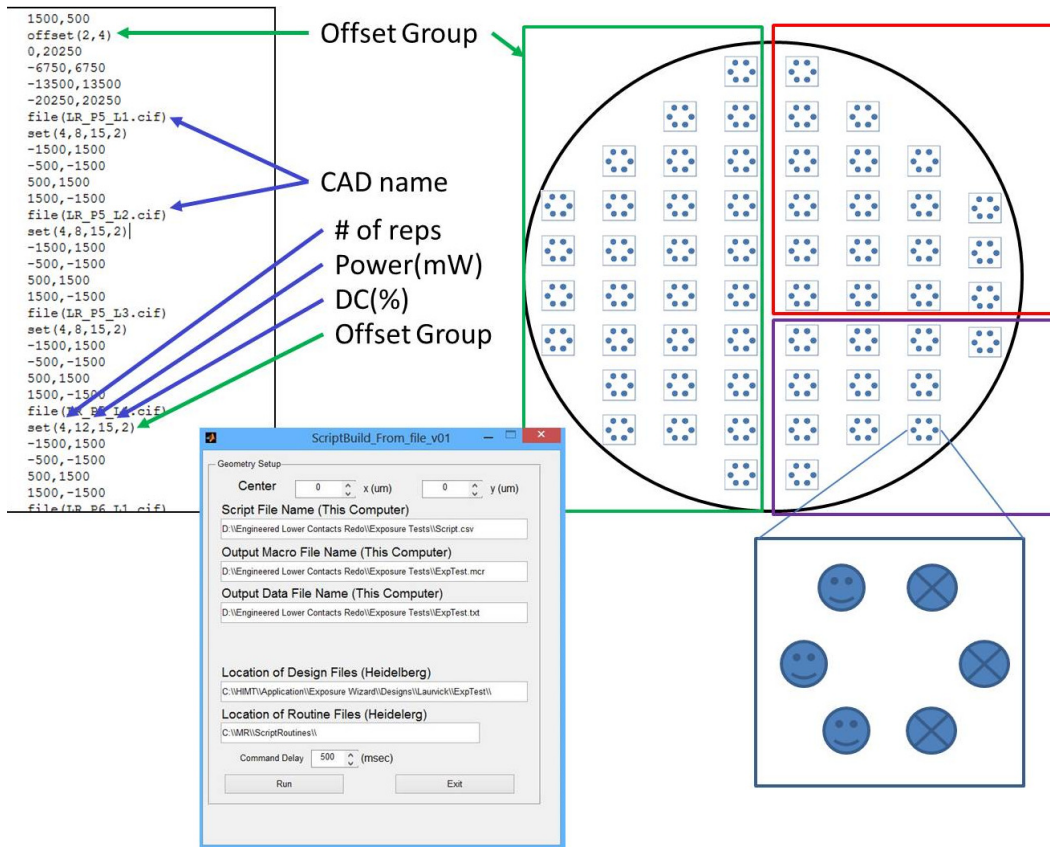 1500,500
offset(2,4)
0,20250
-6750,6750
-13500,13500
-20250,20250
file(LR_P5_L1.cif)
set(4,8,15,2)
-1500,1500
-500,-1500
500,1500
1500,-1500
file(LR_P5_L2.cif)
set(4,8,15,2)
-1500,1500
-500,-1500
500,1500
1500,-1500
file(LR_P5_L3.cif)
set(4,8,15,2)
-1500,1500
-500,-1500
500,1500
1500,-1500
file(LR_P5_L4.cif)
set(4,12,15,2)
-1500,1500
-500,-1500
500,1500
1500,-1500
file(LR_P6_L1.cif)
Offset Group
CAD name
# of reps
Power(mW)
DC(%)
Offset Group
ScriptBuild_From_file_v01
Geometry Setup
Center 0 x (um) 0 y (um)
Script File Name (This Computer)
D:\\Engineered Lower Contacts Redo\\Exposure Tests\\Script.csv
Output Macro File Name (This Computer)
D:\\Engineered Lower Contacts Redo\\Exposure Tests\\ExpTest.mcr
Output Data File Name (This Computer)
D:\\Engineered Lower Contacts Redo\\Exposure Tests\\ExpTest.txt
Location of Design Files (Heidelberg)
C:\\HIMT\\Application\\Exposure Wizard\\Designs\\Laurvick\\ExpTest\\
Location of Routine Files (Heidelerg)
C:\\MR\\ScriptRoutines\\
Command Delay 500 (msec)
Run Exit